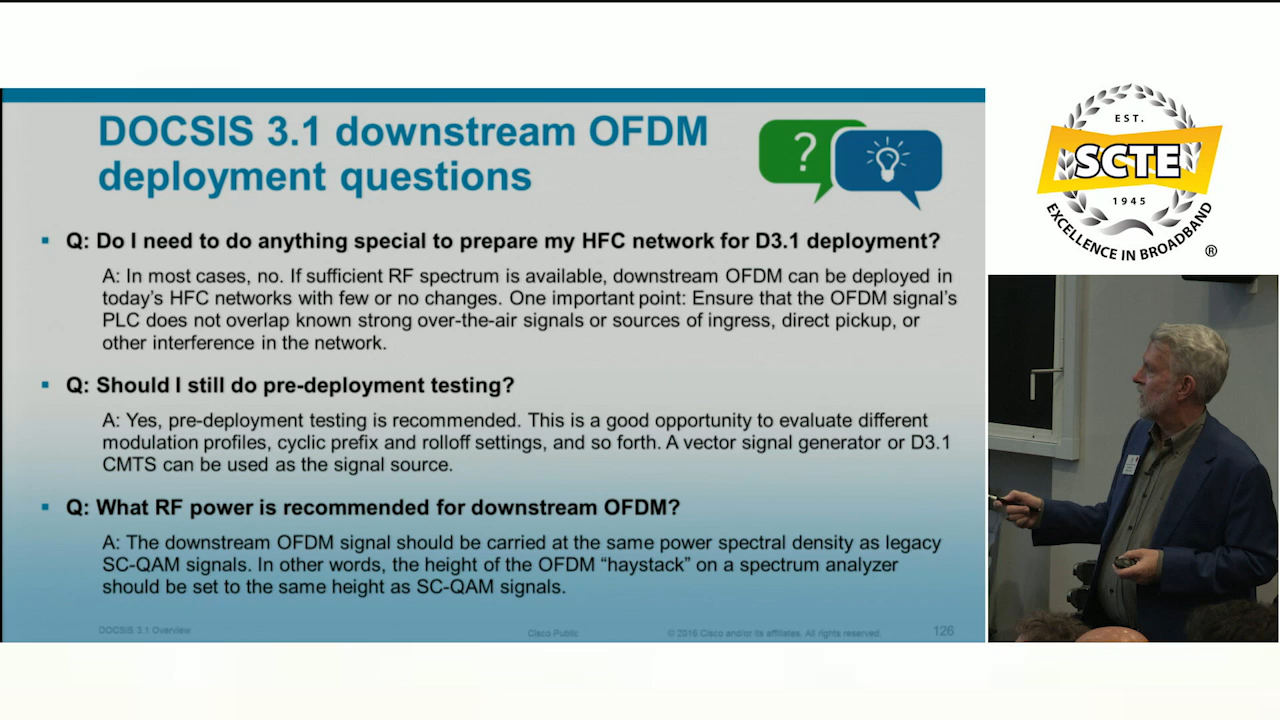 DOCSIS 3.1 downstream OFDM
deployment questions
?
Q: Do I need to do anything special to prepare my HFC network for D3.1 deployment?
A: In most cases, no. If sufficient RF spectrum is available, downstream OFDM can be deployed in
today's HFC networks with few or no changes. One important point: Ensure that the OFDM signal's
PLC does not overlap known strong over-the-air signals or sources of ingress, direct pickup, or
other interference in the network.
Q: Should I still do pre-deployment testing?
A: Yes, pre-deployment testing is recommended. This is a good opportunity to evaluate different
modulation profiles, cyclic prefix and rolloff settings, and so forth. A vector signal generator or D3.1
CMTS can be used as the signal source.
Q: What RF power is recommended for downstream OFDM?
A: The downstream OFDM signal should be carried at the same power spectral density as legacy
SC-QAM signals. In other words, the height of the OFDM “haystack” on a spectrum analyzer
should be set to the same height as SC-QAM signals.
DOCSIS 3.1 Overview
Cisco Public
© 2016 Cisco and/or its affiliates. All rights reserved.
126
EST.
SCTE
1945
EXCELLENCE IN BROADBAND
®